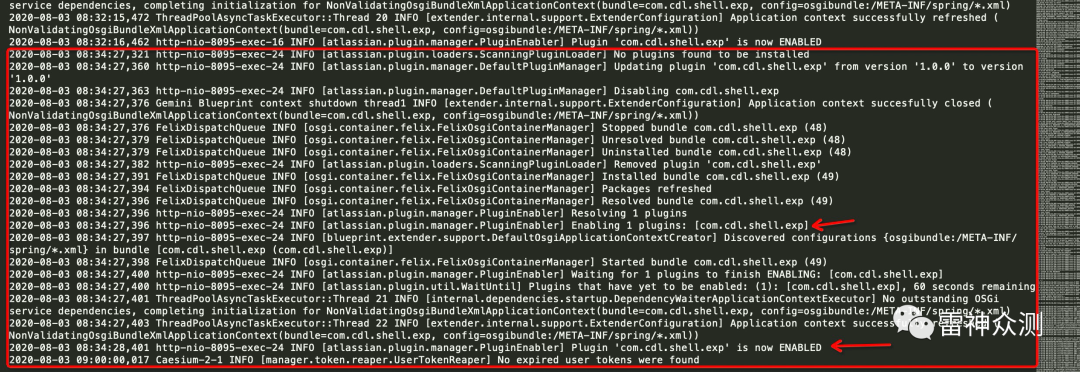 service dependencies, completing initialization for NonValidatingOsgiBundleXmlApplicationContext(bundle=com.cdl.shell.exp, config=osgibundle:/META-INF/spring/*.xml)
2020-08-03 08:32:15,472 ThreadPoolAsyncTaskExecutor::Thread 20 INFO [extender.internal.support.ExtenderConfiguration] Application context successfully refreshed (
NonValidatingOsgiBundleXmlApplicationContext(bundle=com.cdl.shell.exp, config=osgibundle:/META-INF/spring/*.xml))
2020-08-03 08:32:16,462 http-nio-8095-exec-16 INFO [atlassian.plugin.manager.PluginEnabler] Plugin 'com.cdl.shell.exp' is now ENABLED
2020-08-03 08:34:27,321 http-nio-8095-exec-24 INFO [atlassian.plugin.loaders.ScanningPluginLoader] No plugins found to be installed
2020-08-03 08:34:27,360 http-nio-8095-exec-24 INFO [atlassian.plugin.manager.DefaultPluginManager] Updating plugin 'com.cdl.shell.exp' from version '1.0.0' to version
'1.0.0'
2020-08-03 08:34:27,363 http-nio-8095-exec-24 INFO [atlassian.plugin.manager.DefaultPluginManager] Disabling com.cdl.shell.exp
2020-08-03 08:34:27,376 Gemini Blueprint context shutdown thread1 INFO [extender.internal.support.ExtenderConfiguration] Application context succesfully closed (
NonValidatingOsgiBundleXmlApplicationContext(bundle=com.cdl.shell.exp, config=osgibundle:/META-INF/spring/*.xml))
2020-08-03 08:34:27,376 FelixDispatchQueue INFO [osgi.container.felix.FelixOsgiContainerManager] Stopped bundle com.cdl.shell.exp (48)
2020-08-03 08:34:27,379 FelixDispatchQueue INFO [osgi.container.felix.FelixOsgiContainerManager] Unresolved bundle com.cdl.shell.exp (48)
2020-08-03 08:34:27,379 FelixDispatchQueue INFO [osgi.container.felix.FelixOsgiContainerManager] Uninstalled bundle com.cdl.shell.exp (48)
2020-08-03 08:34:27,382 http-nio-8095-exec-24 INFO [atlassian.plugin.loaders.ScanningPluginLoader] Removed plugin 'com.cdl.shell.exp'
2020-08-03 08:34:27,391 FelixDispatchQueue INFO [osgi.container.felix.FelixOsgiContainerManager] Installed bundle com.cdl.shell.exp (49)
2020-08-03 08:34:27,394 FelixDispatchQueue INFO [osgi.container.felix.FelixOsgiContainerManager] Packages refreshed
2020-08-03 08:34:27,396 FelixDispatchQueue INFO [osgi.container.felix.FelixOsgiContainerManager] Resolved bundle com.cdl.shell.exp (49)
2020-08-03 08:34:27,396 http-nio-8095-exec-24 INFO [atlassian.plugin.manager.PluginEnabler] Resolving 1 plugins
2020-08-03 08:34:27,396 http-nio-8095-exec-24 INFO [atlassian.plugin.manager.PluginEnabler] Enabling 1 plugins: [com.cdl.shell.exp]
2020-08-03 08:34:27,397 http-nio-8095-exec-24 INFO [blueprint.extender.support.DefaultOsgiApplicationContextCreator] Discovered configurations {osgibundle:/META-INF/
spring/*.xml} in bundle [com.cdl.shell.exp (com.cdl.shell.exp)]
2020-08-03 08:34:27,398 FelixDispatchQueue INFO [osgi.container.felix.FelixOsgiContainerManager] Started bundle com.cdl.shell.exp (49)
2020-08-03 08:34:27,400 http-nio-8095-exec-24 INFO [atlassian.plugin.manager.PluginEnabler] Waiting for 1 plugins to finish ENABLING: [com.cdl.shell.exp]
2020-08-03 08:34:27,400 http-nio-8095-exec-24 INFO [atlassian.plugin.util.WaitUntil] Plugins that have yet to be enabled: (1): [com.cdl.shell.exp], 60 seconds remaining
2020-08-03 08:34:27,401 ThreadPoolAsyncTaskExecutor::Thread 21 INFO [internal.dependencies.startup.DependencyWaiterApplicationContextExecutor] No outstanding OSGi
service dependencies, completing initialization for NonValidatingOsgiBundleXmlApplicationContext(bundle=com.cdl.shell.exp, config=osgibundle:/META-INF/spring/*.xml)
2020-08-03 08:34:27,403 ThreadPoolAsyncTaskExecutor::Thread 22 INFO [extender.internal.support.ExtenderConfiguration] Application context
NonValidatingOsgiBundleXmlApplicationContext(bundle=com.cdl.shell.exp, config=osgibundle:/META-INF/spring/*.xml))
2020-08-03 08:34:28,401 http-nio-8095-exec-24 INFO [atlassian.plugin.manager.PluginEnabler] Plugin 'com.cdl.shell.exp' is now ENABLED
2020-08-03 09:00:00,017 Caesium-2-1 INFO [manager.token.reaper.UserTokenReaper] No expired user tokens were found
雷神众测